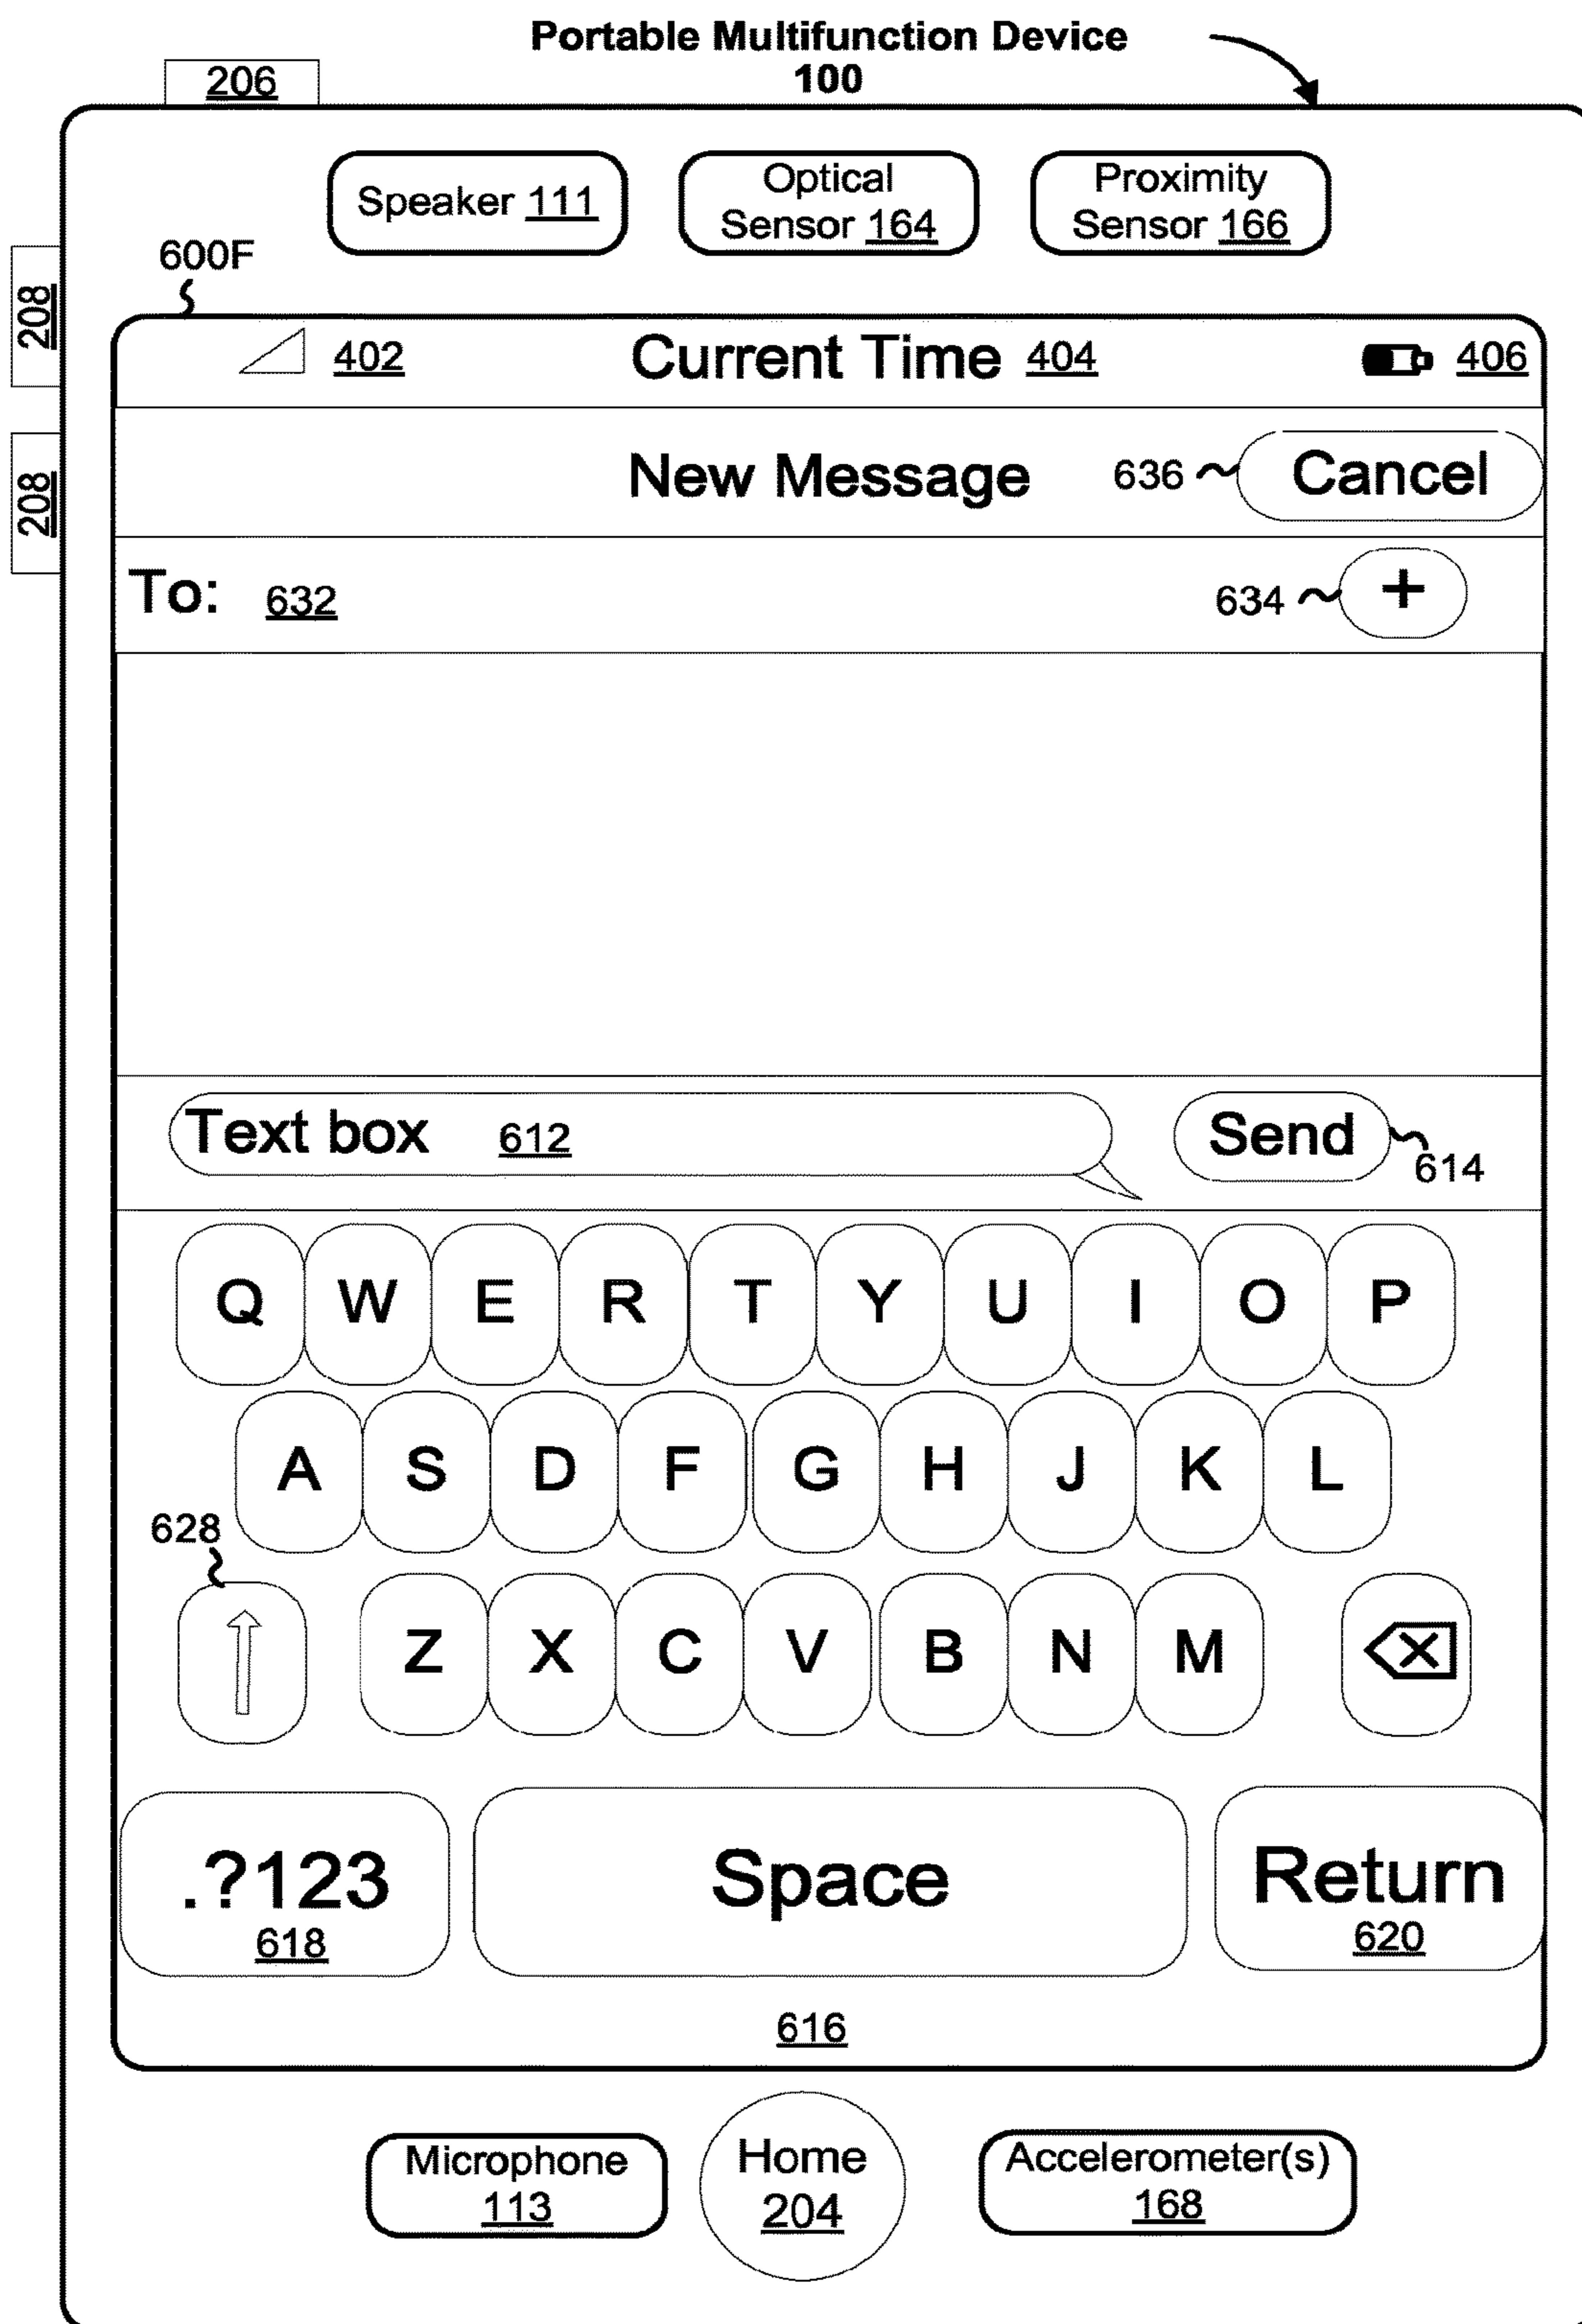 Portable Multifunction Device
100
206
Speaker 111
Optical
Sensor 164
Proximity
Sensor 166
600F
208
402
Current Time 404
406
208
New Message
636
Cancel
To: 632
634
+
Text box 612
Send
614
Q W E R T Y U I O P
A S D F G H J K L
628
Z X C V B N M
.?123
618
Space
Return
620
616
Microphone
113
Home
204
Accelerometer(s)
168